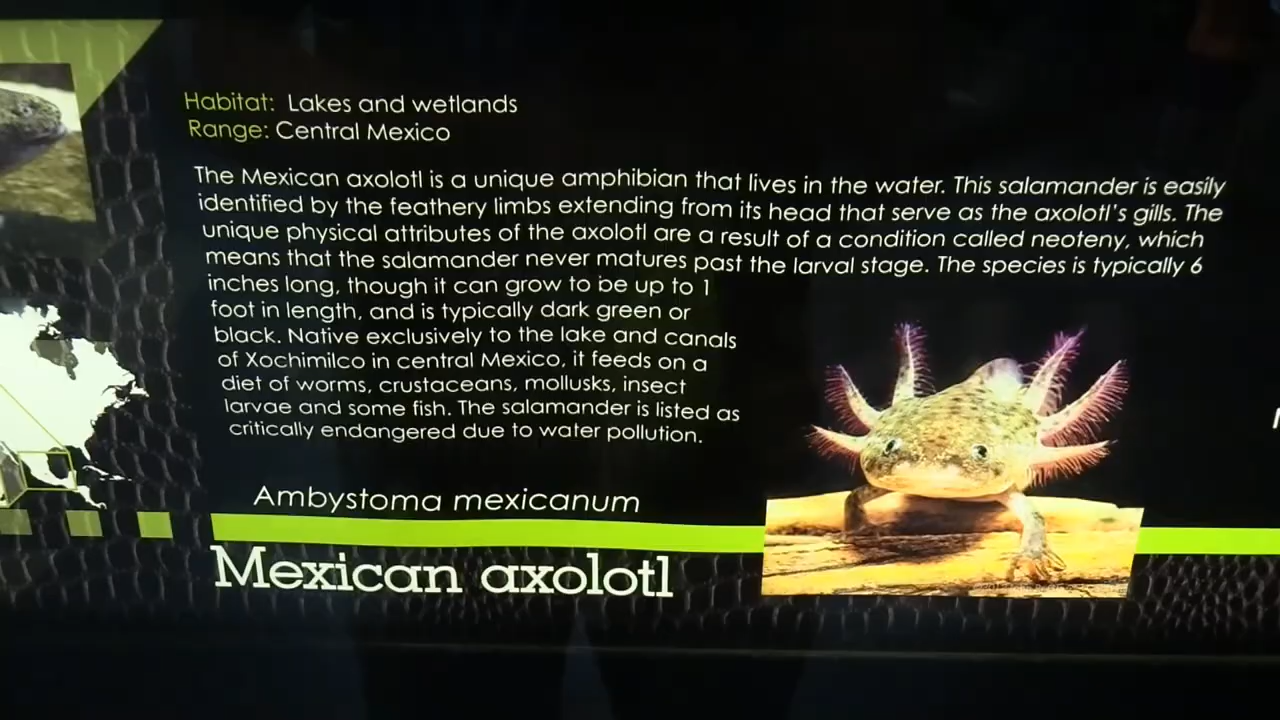 Habitat: Lakes and wetlands
Range: Central Mexico
The Mexican axolotl is a unique amphibian that lives in the water. This salamander is easily
identified by the feathery limbs extending from its head that serve as the axolotl's gills. The
unique physical attributes of the axolotl are a result of a condition called neoteny, which
means that the salamander never matures past the larval stage. The species is typically 6
inches long, though it can grow to be up to 1
foot in length, and is typically dark green or
black. Native exclusively to the lake and canals
of Xochimilco in central Mexico, it feeds on a
diet of worms, crustaceans, mollusks, insect
larvae and some fish. The salamander is listed as
critically endangered due to water pollution.
Ambystoma mexicanum
Mexican axolotl